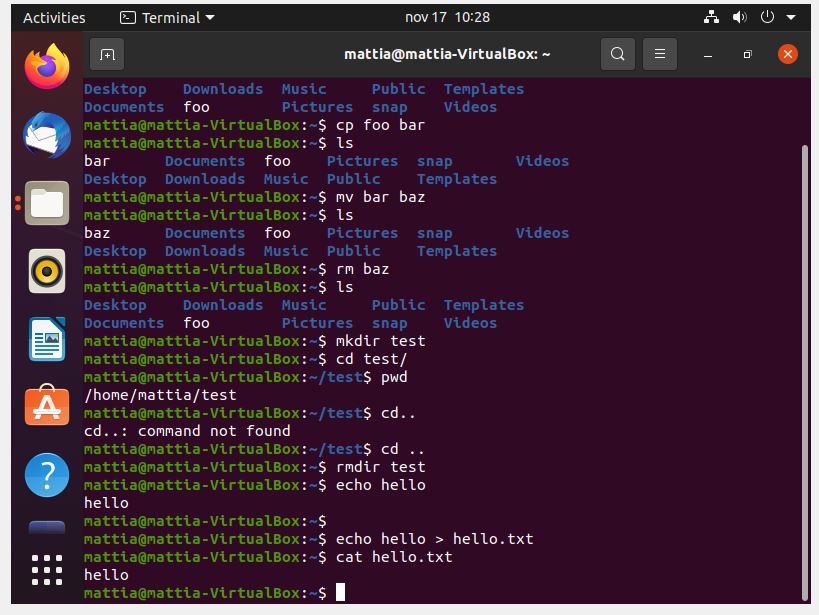 Activities Terminal nov 17 10:28
mattia@mattia-VirtualBox: ~
Desktop Downloads Music Public Templates
Documents foo Pictures snap Videos
mattia@mattia-VirtualBox:~$ cp foo bar
mattia@mattia-VirtualBox:~$ ls
bar Documents foo Pictures snap Videos
Desktop Downloads Music Public Templates
mattia@mattia-VirtualBox:~$ mv bar baz
mattia@mattia-VirtualBox:~$ ls
baz Documents foo Pictures snap Videos
Desktop Downloads Music Public Templates
mattia@mattia-VirtualBox:~$ rm baz
mattia@mattia-VirtualBox:~$ ls
Desktop Downloads Music Public Templates
Documents foo Pictures snap Videos
mattia@mattia-VirtualBox:~$ mkdir test
mattia@mattia-VirtualBox:~$ cd test/
mattia@mattia-VirtualBox:~/test$ pwd
/home/mattia/test
mattia@mattia-VirtualBox:~/test$ cd..
cd..: command not found
mattia@mattia-VirtualBox:~/test$ cd ..
mattia@mattia-VirtualBox:~$ rmdir test
mattia@mattia-VirtualBox:~$ echo hello
hello
mattia@mattia-VirtualBox:~$
mattia@mattia-VirtualBox:~$ echo hello > hello.txt
mattia@mattia-VirtualBox:~$ cat hello.txt
hello
mattia@mattia-VirtualBox:~$